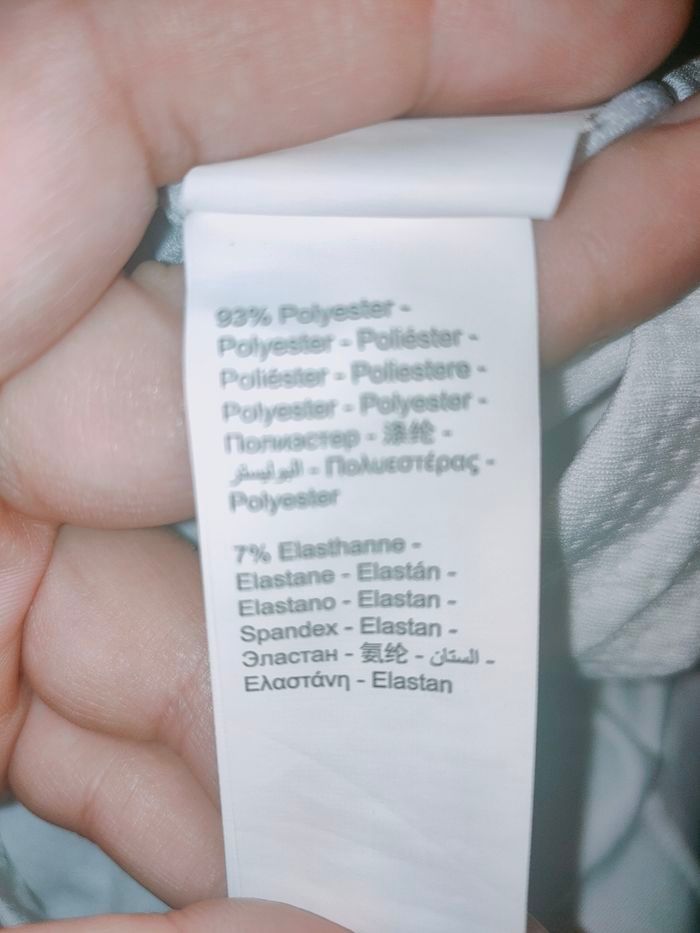 93% Polyester -
Polyester - Poliéster -
Poliéster - Poliestere -
Polyester - Polyester -
Полиэстер - 涤纶 -
البوليستر - Πολυεστέρας -
Polyester
7% Elasthanne -
Elastane - Elastán -
Elastano - Elastan -
Spandex - Elastan -
Эластан - 氨纶 - الستان -
Ελαστάνη - Elastan